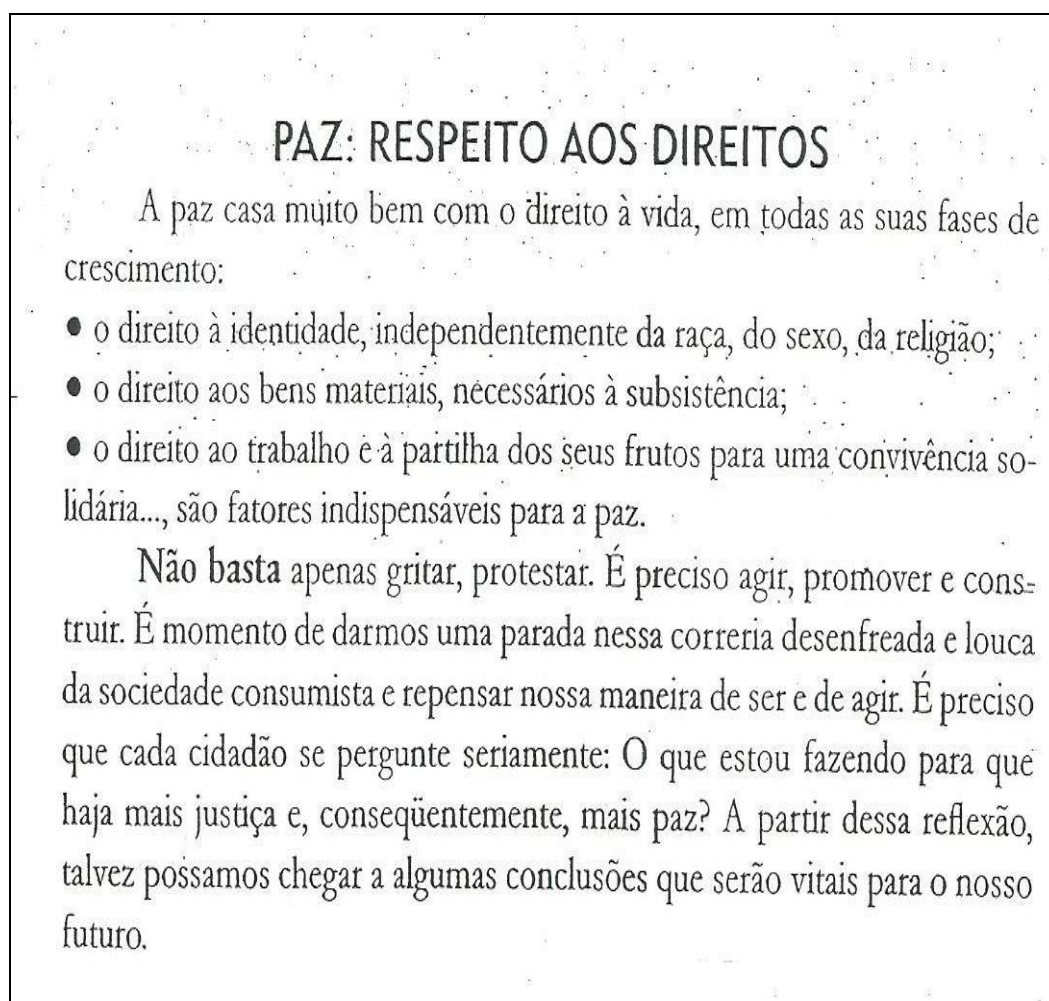 PAZ: RESPEITO AOS DIREITOS
A paz casa muito bem com o direito à vida, em todas as suas fases de
crescimento:
● o direito à identidade, independentemente da raça, do sexo, da religião;
● o direito aos bens materiais, necessários à subsistência;
● o direito ao trabalho e à partilha dos seus frutos para uma convivência so-
lidária..., são fatores indispensáveis para a paz.
Não basta apenas gritar, protestar. É preciso agir, promover e cons-
truir. É momento de darmos uma parada nessa correria desenfreada e louca
da sociedade consumista e repensar nossa maneira de ser e de agir. É preciso
que cada cidadão se pergunte seriamente: O que estou fazendo para que
haja mais justiça e, conseqüentemente, mais paz? A partir dessa reflexão,
talvez possamos chegar a algumas conclusões que serão vitais para o nosso
futuro.